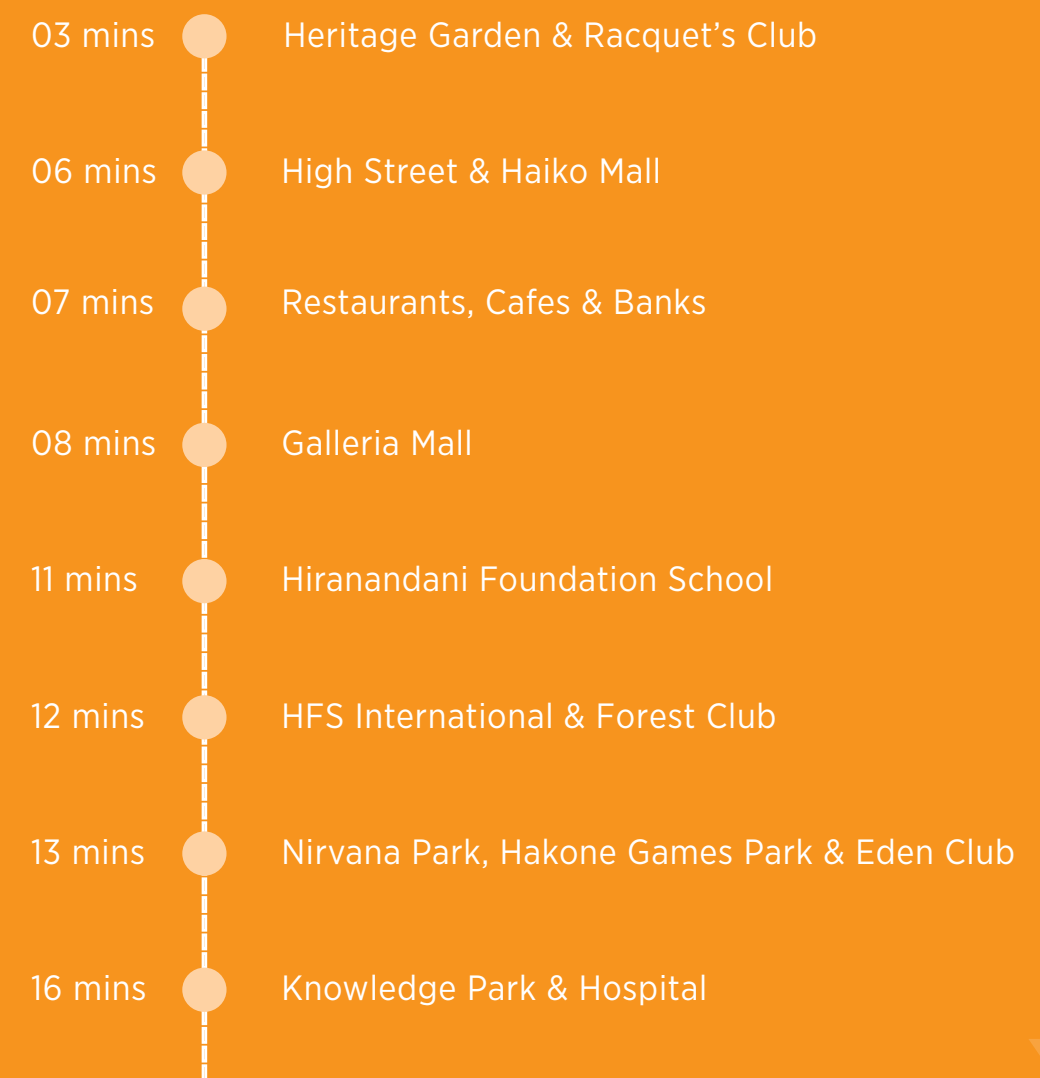 03 mins Heritage Garden & Racquet’s Club
06 mins High Street & Haiko Mall
07 mins Restaurants, Cafes & Banks
08 mins Galleria Mall
11 mins Hiranandani Foundation School
12 mins HFS International & Forest Club
13 mins Nirvana Park, Hakone Games Park & Eden Club
16 mins Knowledge Park & Hospital